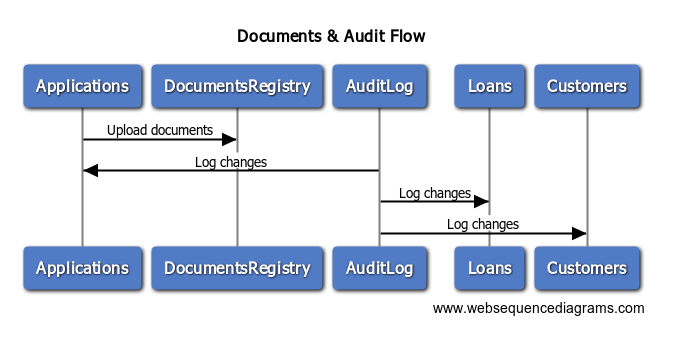 Documents & Audit Flow
Applications DocumentsRegistry AuditLog Loans Customers
Upload documents
Log changes
Log changes
Log changes
Applications DocumentsRegistry AuditLog Loans Customers
www.websequencediagrams.com